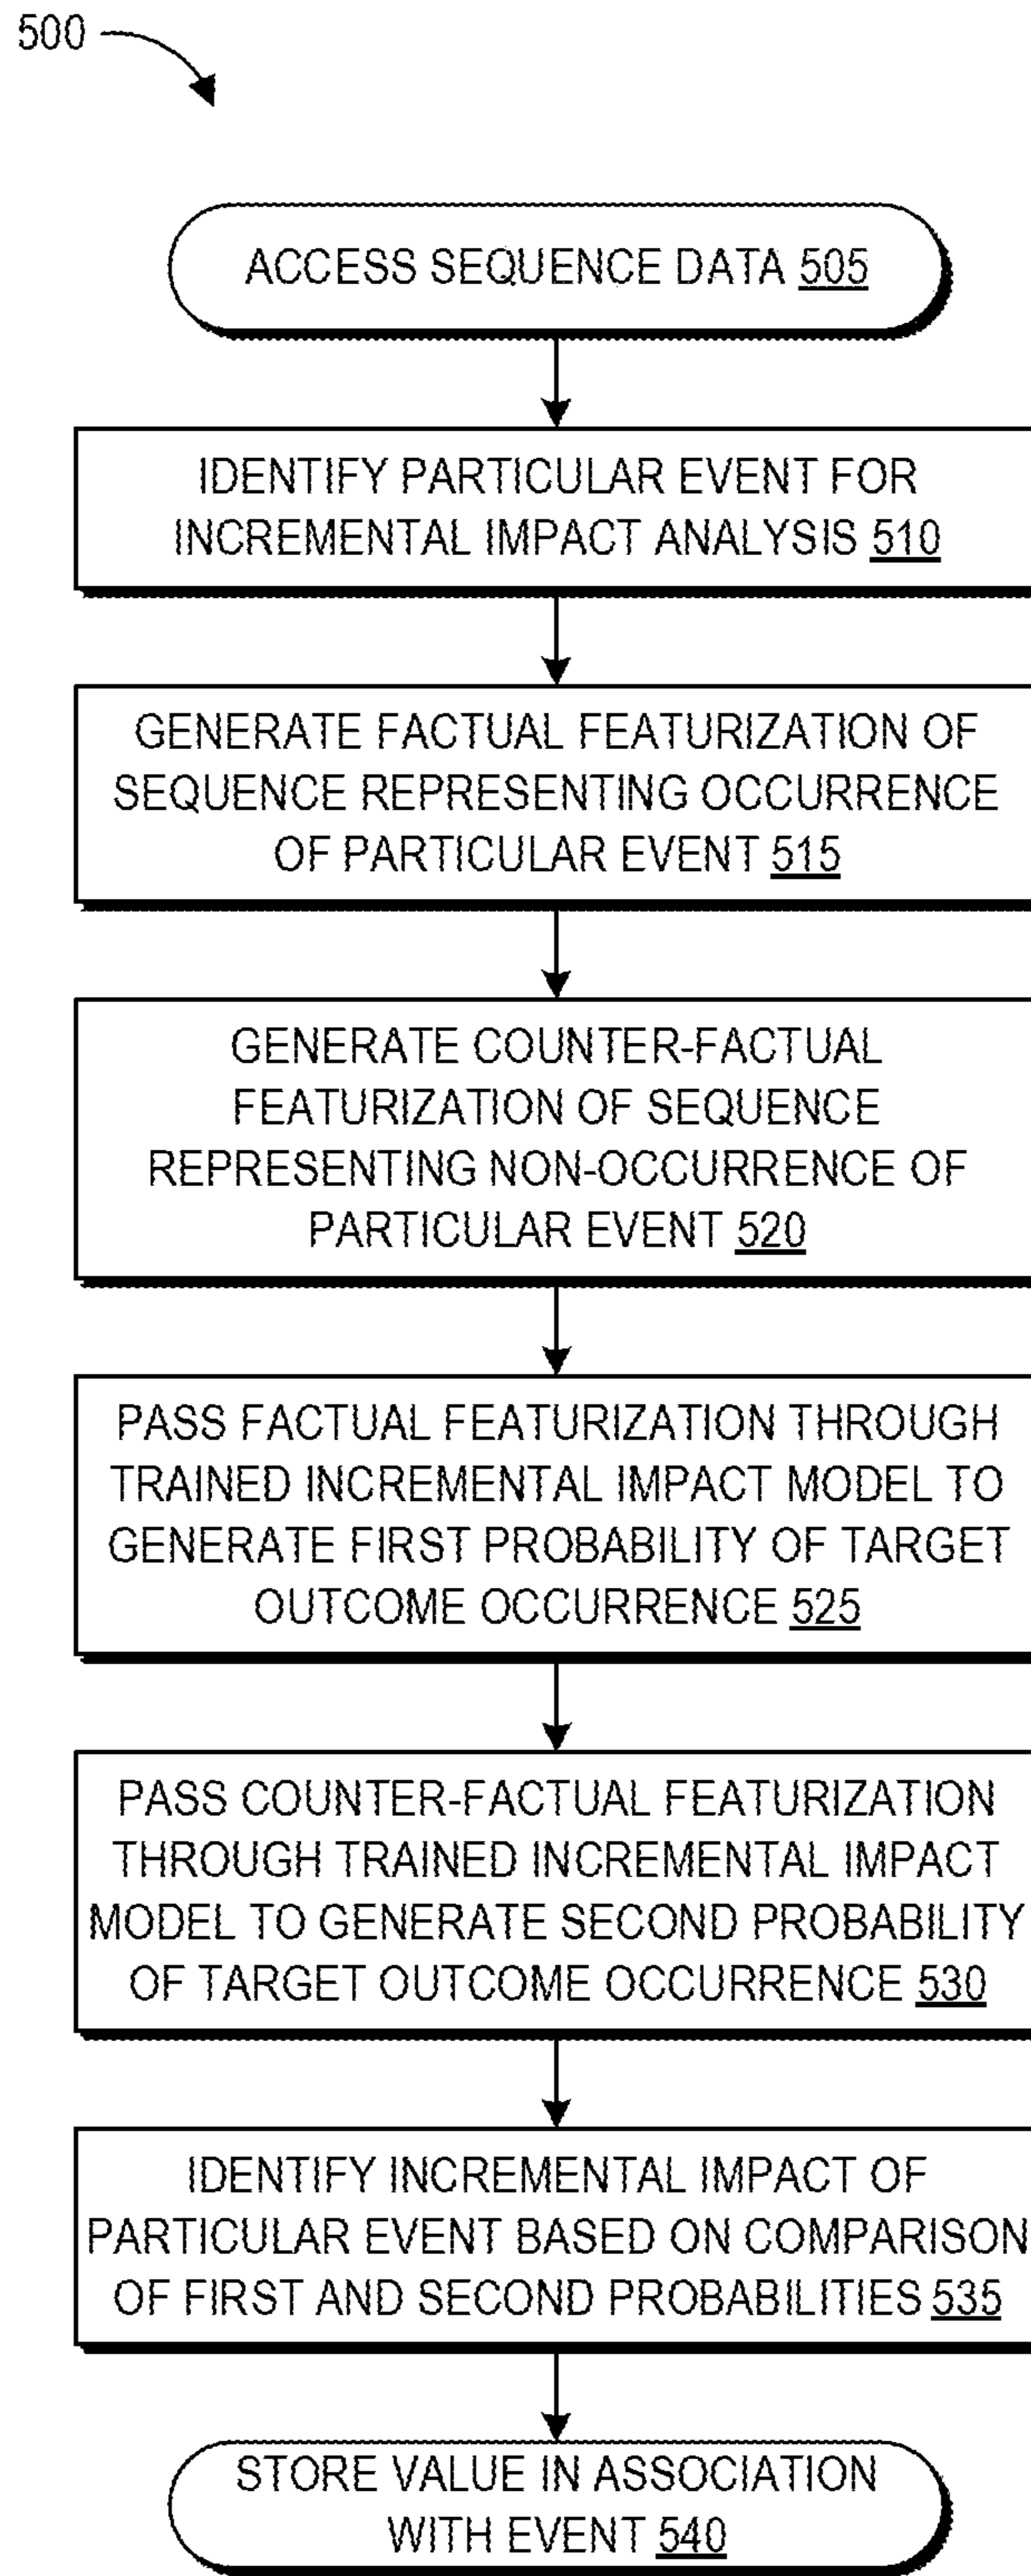 500
ACCESS SEQUENCE DATA 505
IDENTIFY PARTICULAR EVENT FOR
INCREMENTAL IMPACT ANALYSIS 510
GENERATE FACTUAL FEATURIZATION OF
SEQUENCE REPRESENTING OCCURRENCE
OF PARTICULAR EVENT 515
GENERATE COUNTER-FACTUAL
FEATURIZATION OF SEQUENCE
REPRESENTING NON-OCCURRENCE OF
PARTICULAR EVENT 520
PASS FACTUAL FEATURIZATION THROUGH
TRAINED INCREMENTAL IMPACT MODEL TO
GENERATE FIRST PROBABILITY OF TARGET
OUTCOME OCCURRENCE 525
PASS COUNTER-FACTUAL FEATURIZATION
THROUGH TRAINED INCREMENTAL IMPACT
MODEL TO GENERATE SECOND PROBABILITY
OF TARGET OUTCOME OCCURRENCE 530
IDENTIFY INCREMENTAL IMPACT OF
PARTICULAR EVENT BASED ON COMPARISON
OF FIRST AND SECOND PROBABILITIES 535
STORE VALUE IN ASSOCIATION
WITH EVENT 540